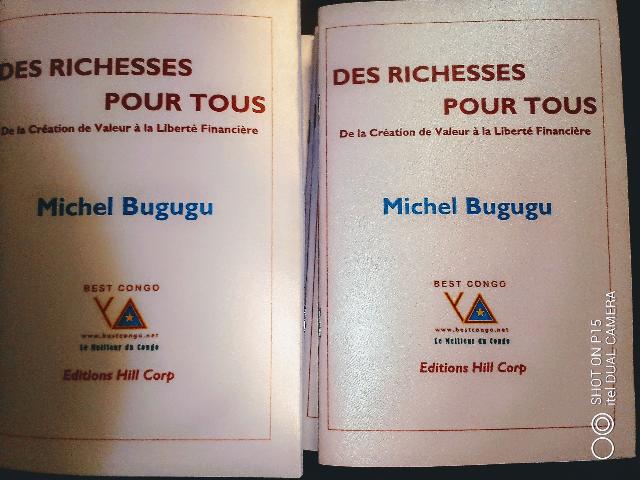 DES RICHESSES
POUR TOUS
De la Création de Valeur à la Liberté Financière
Michel Bugugu
BEST CONGO
www.bestcongo.net
Le Meilleur du Congo
Editions Hill Corp
DES RICHESSES
POUR TOUS
De la Création de Valeur à la Liberté Financière
Michel Bugugu
BEST CONGO
www.bestcongo.net
Le Meilleur du Congo
Editions Hill Corp
SHOT ON P15
itel DUAL CAMERA